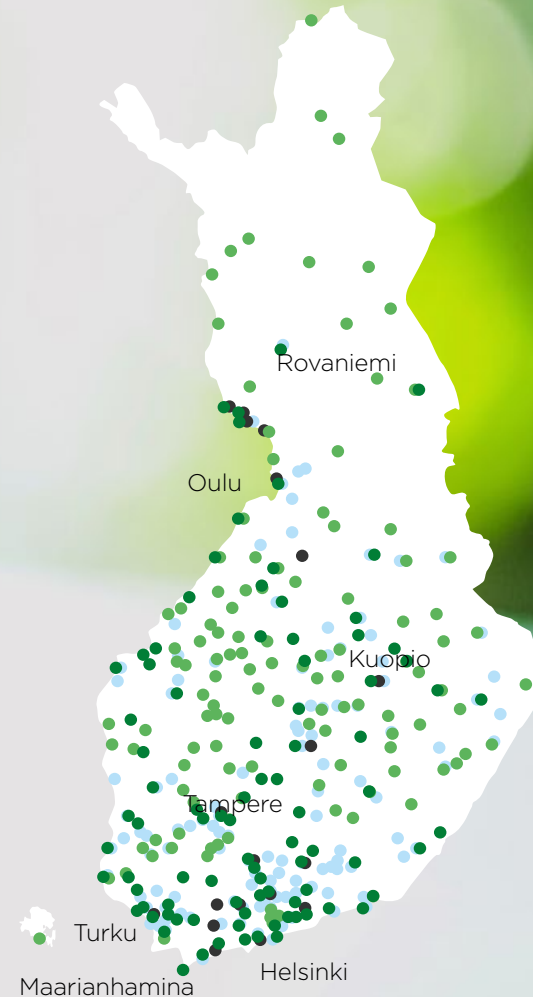 Rovaniemi
Oulu
Kuopio
Tampere
Turku
Helsinki
Maarianhamina